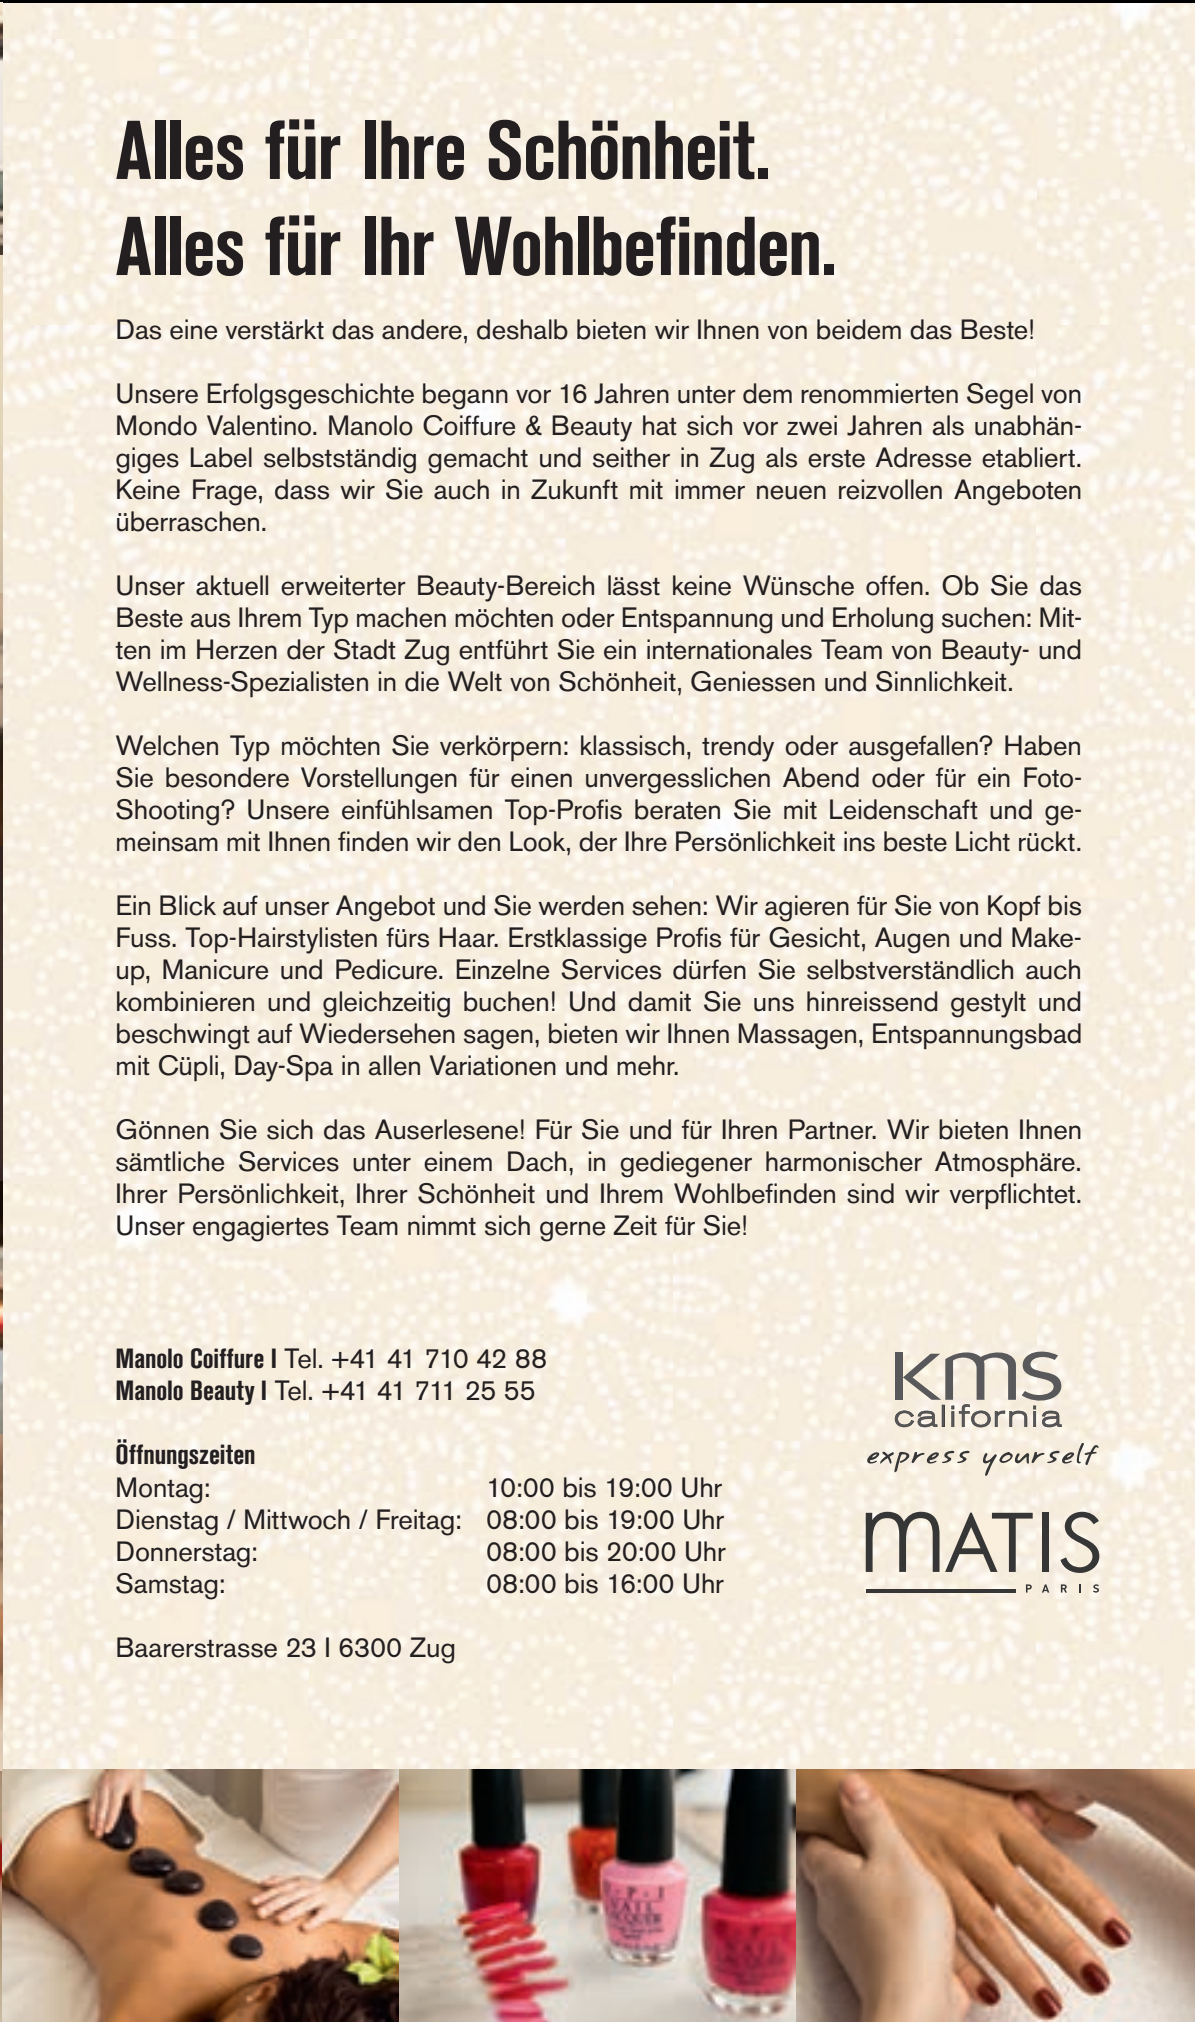 Alles für Ihre Schönheit.
Alles für Ihr Wohlbefinden.
Das eine verstärkt das andere, deshalb bieten wir Ihnen von beidem das Beste!
Unsere Erfolgsgeschichte begann vor 16 Jahren unter dem renommierten Segel von
Mondo Valentino. Manolo Coiffure & Beauty hat sich vor zwei Jahren als unabhän-
giges Label selbstständig gemacht und seither in Zug als erste Adresse etabliert.
Keine Frage, dass wir Sie auch in Zukunft mit immer neuen reizvollen Angeboten
überraschen.
Unser aktuell erweiterter Beauty-Bereich lässt keine Wünsche offen. Ob Sie das
Beste aus Ihrem Typ machen möchten oder Entspannung und Erholung suchen: Mit-
ten im Herzen der Stadt Zug entführt Sie ein internationales Team von Beauty- und
Wellness-Spezialisten in die Welt von Schönheit, Geniessen und Sinnlichkeit.
Welchen Typ möchten Sie verkörpern: klassisch, trendy oder ausgefallen? Haben
Sie besondere Vorstellungen für einen unvergesslichen Abend oder für ein Foto-
Shooting? Unsere einfühlsamen Top-Profis beraten Sie mit Leidenschaft und ge-
meinsam mit Ihnen finden wir den Look, der Ihre Persönlichkeit ins beste Licht rückt.
Ein Blick auf unser Angebot und Sie werden sehen: Wir agieren für Sie von Kopf bis
Fuss. Top-Hairstylisten fürs Haar. Erstklassige Profis für Gesicht, Augen und Make-
up, Manicure und Pedicure. Einzelne Services dürfen Sie selbstverständlich auch
kombinieren und gleichzeitig buchen! Und damit Sie uns hinreissend gestylt und
beschwingt auf Wiedersehen sagen, bieten wir Ihnen Massagen, Entspannungsbad
mit Cüpli, Day-Spa in allen Variationen und mehr.
Gönnen Sie sich das Auserlesene! Für Sie und für Ihren Partner. Wir bieten Ihnen
sämtliche Services unter einem Dach, in gediegener harmonischer Atmosphäre.
Ihrer Persönlichkeit, Ihrer Schönheit und Ihrem Wohlbefinden sind wir verpflichtet.
Unser engagiertes Team nimmt sich gerne Zeit für Sie!
Manolo Coiffure I Tel. +41 41 710 42 88
Manolo Beauty I Tel. +41 41 711 25 55
Öffnungszeiten
Montag: 10:00 bis 19:00 Uhr
Dienstag / Mittwoch / Freitag: 08:00 bis 19:00 Uhr
Donnerstag: 08:00 bis 20:00 Uhr
Samstag: 08:00 bis 16:00 Uhr
Baarerstrasse 23 I 6300 Zug
kms
california
express yourself
MATIS
PARIS
O·P·I
NAIL
LACQUER